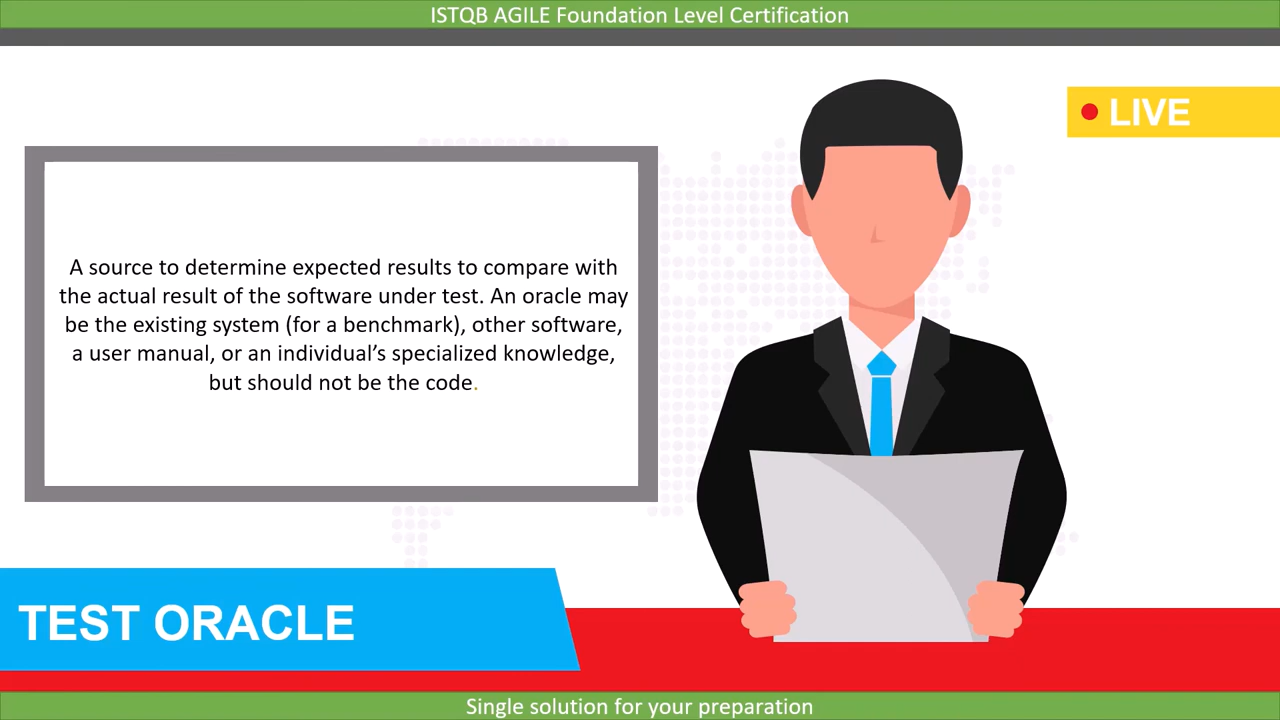 ISTQB AGILE Foundation Level Certification
LIVE
A source to determine expected results to compare with
the actual result of the software under test. An oracle may
be the existing system (for a benchmark), other software,
a user manual, or an individual’s specialized knowledge,
but should not be the code.
TEST ORACLE
Single solution for your preparation